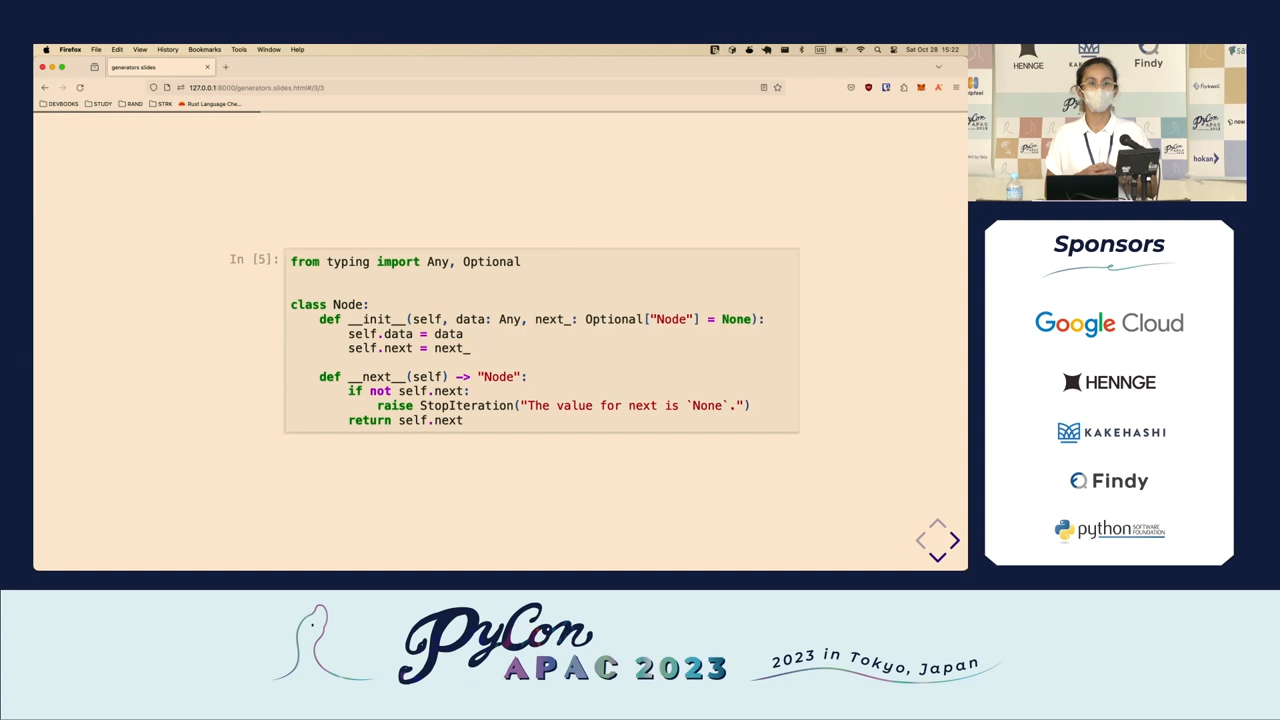 Firefox File Edit View History Bookmarks Tools Window Help
US
Sat Oct 28 15:22
generators slides
127.0.0.1:8000/generators.slides.html#/3/3
DEVBOOKS STUDY RAND STRK Rust Language Che...
In [5]:
from typing import Any, Optional
class Node:
def __init__(self, data: Any, next_: Optional["Node"] = None):
self.data = data
self.next = next_
def __next__(self) -> "Node":
if not self.next:
raise StopIteration("The value for next is `None`.")
return self.next
HENNGE
Findy
hokan
Sponsors
Google Cloud
HENNGE
KAKEHASHI
Findy
python SOFTWARE FOUNDATION
PyCon
APAC 2023
2023 in Tokyo, Japan